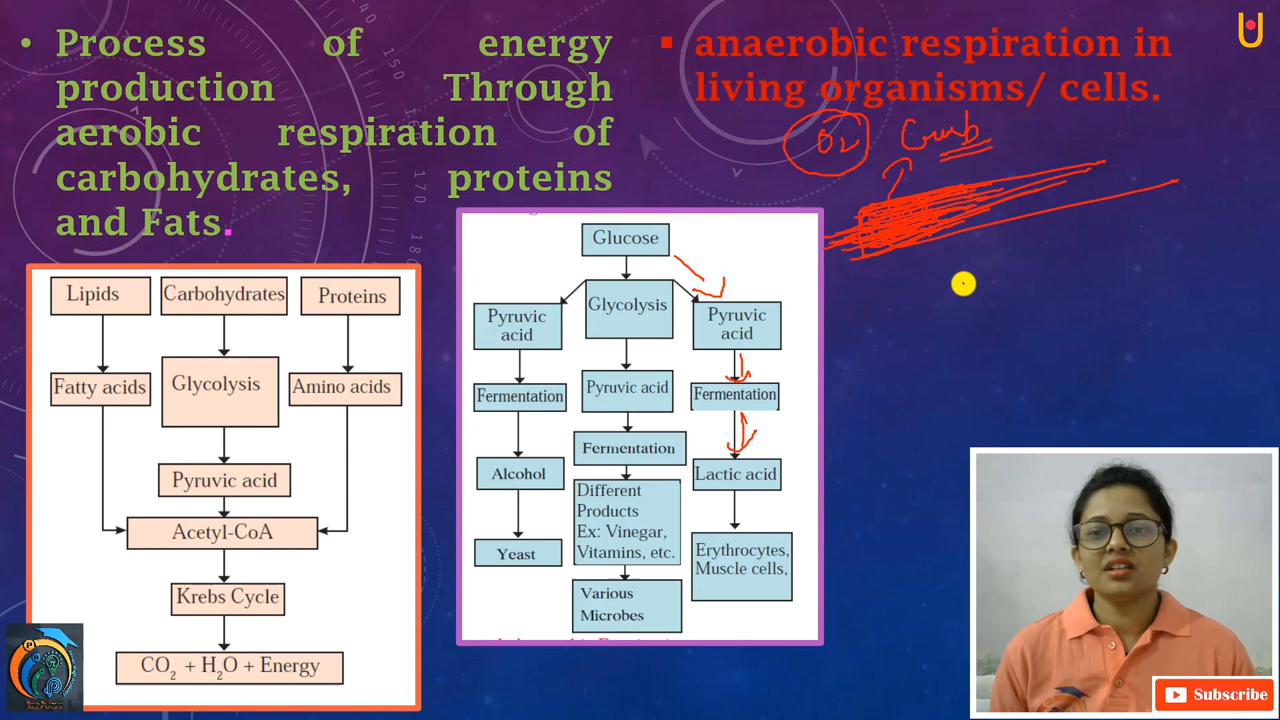 • Process of energy
production Through
aerobic respiration of
carbohydrates, proteins
and Fats.
▪ anaerobic respiration in
living organisms/ cells.
O2
Lipids
Carbohydrates
Proteins
Fatty acids
Glycolysis
Amino acids
Pyruvic acid
Acetyl-CoA
Krebs Cycle
CO2 + H2O + Energy
Glucose
Pyruvic
acid
Glycolysis
Pyruvic
acid
Fermentation
Pyruvic acid
Fermentation
Alcohol
Fermentation
Lactic acid
Yeast
Different
Products
Ex: Vinegar,
Vitamins, etc.
Erythrocytes,
Muscle cells,
Various
Microbes
Subscribe